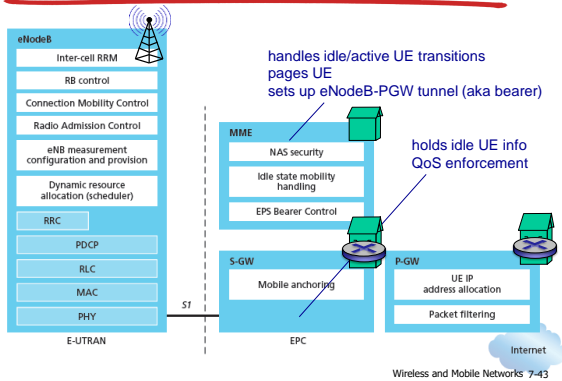 eNodeB
Inter-cell RRM
RB control
Connection Mobility Control
Radio Admission Control
eNB measurement
configuration and provision
Dynamic resource
allocation (scheduler)
RRC
PDCP
RLC
MAC
PHY
E-UTRAN
S1
handles idle/active UE transitions
pages UE
sets up eNodeB-PGW tunnel (aka bearer)
MME
NAS security
Idle state mobility
handling
EPS Bearer Control
holds idle UE info
QoS enforcement
S-GW
Mobile anchoring
EPC
P-GW
UE IP
address allocation
Packet filtering
Internet
Wireless and Mobile Networks 7-43